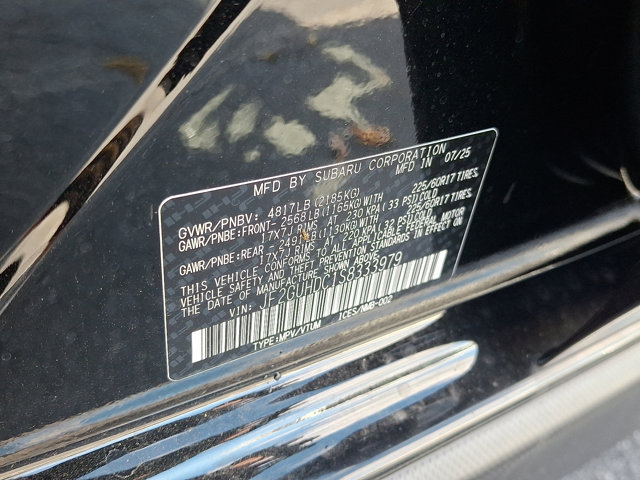 MFD BY SUBARU CORPORATION
MFD IN 07/25
GVWR/PNBV: 4817LB(2185KG)
GAWR/PNBE:FRONT- 2568LB(1165KG)WITH 225/60R17 TIRES,
17X7J RIMS AT 230 KPA(33 PSI)COLD
GAWR/PNBE:REAR - 2491LB(1130KG)WITH 225/60R17 TIRES,
17X7J RIMS AT 220 KPA(32 PSI)COLD
THIS VEHICLE CONFORMS TO ALL APPLICABLE FEDERAL MOTOR
VEHICLE SAFETY AND THEFT PREVENTION STANDARDS IN EFFECT ON
THE DATE OF MANUFACTURE SHOWN ABOVE.
VIN: JF2GUHDC1S8333979
TYPE:MPV/VTUM ICES/NMB-002